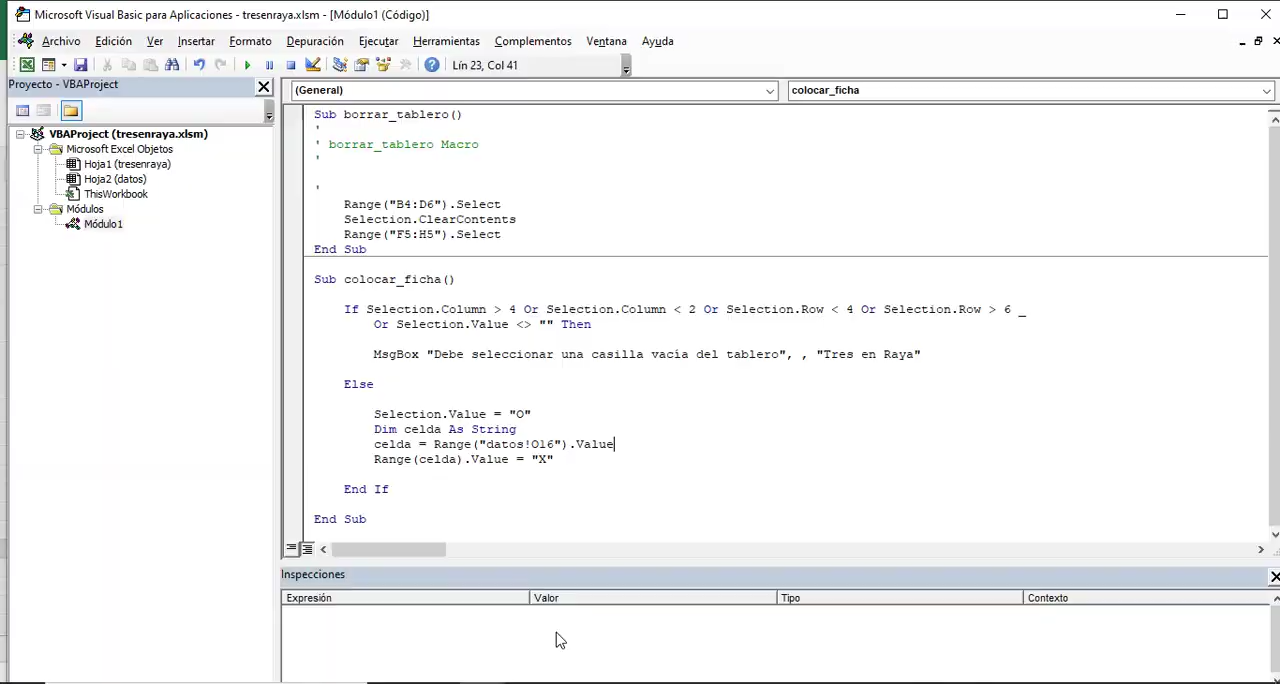 Microsoft Visual Basic para Aplicaciones - tresenraya.xlsm - [Módulo1 (Código)]
Archivo Edición Ver Insertar Formato Depuración Ejecutar Herramientas Complementos Ventana Ayuda
Lín 23, Col 41
Proyecto - VBAProject
VBAProject (tresenraya.xlsm)
Microsoft Excel Objetos
Hoja1 (tresenraya)
Hoja2 (datos)
ThisWorkbook
Módulos
Módulo1
(General)
colocar_ficha
Sub borrar_tablero()
'
' borrar_tablero Macro
'
'
Range("B4:D6").Select
Selection.ClearContents
Range("F5:H5").Select
End Sub
Sub colocar_ficha()
If Selection.Column > 4 Or Selection.Column < 2 Or Selection.Row < 4 Or Selection.Row > 6 _
Or Selection.Value <> "" Then
MsgBox "Debe seleccionar una casilla vacía del tablero", , "Tres en Raya"
Else
Selection.Value = "O"
Dim celda As String
celda = Range("datos!O16").Value
Range(celda).Value = "X"
End If
End Sub
Inspecciones
Expresión Valor Tipo Contexto